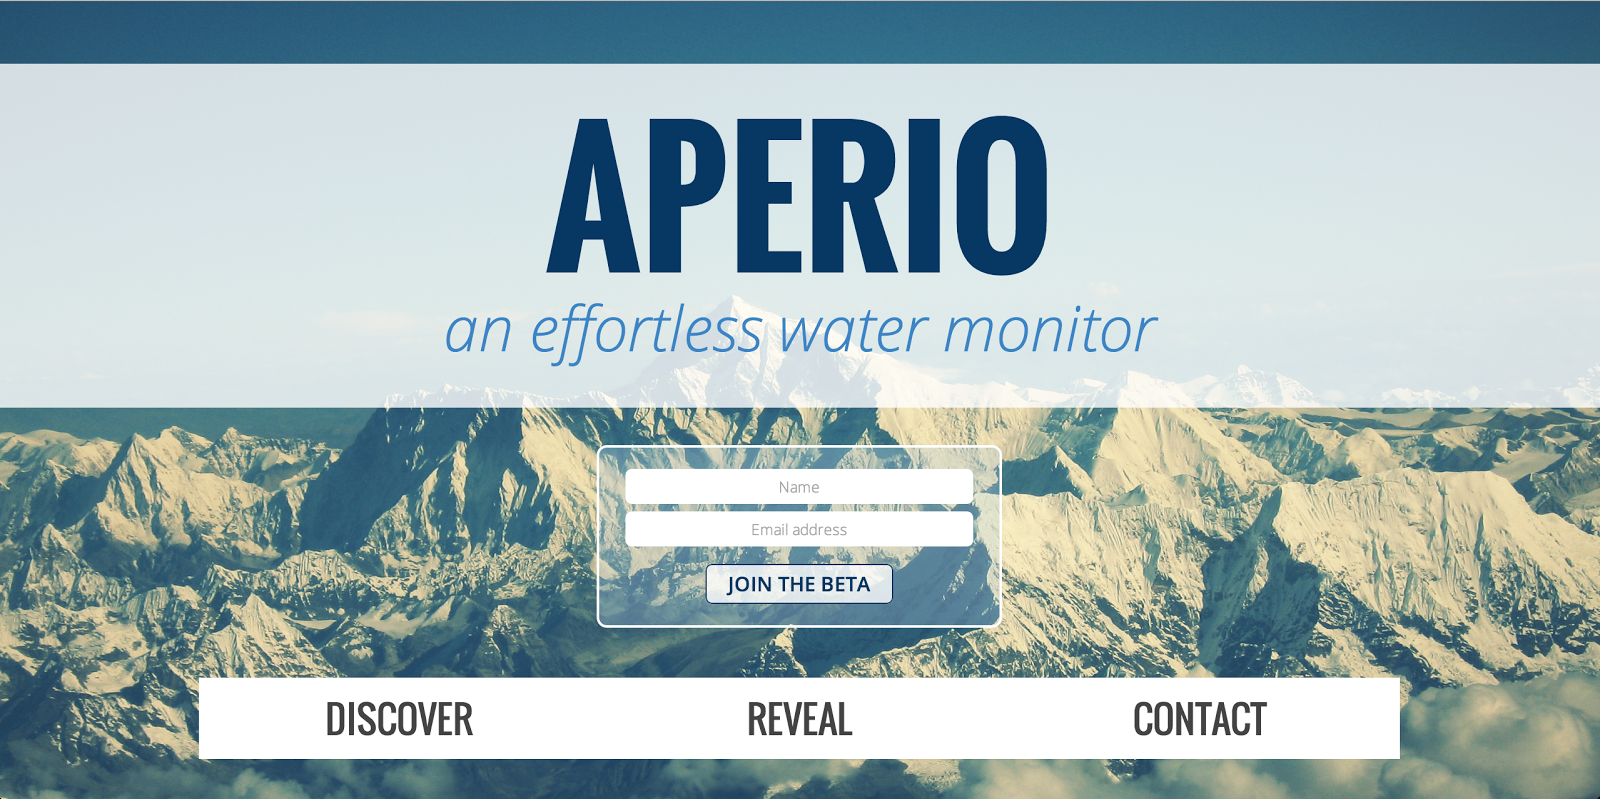 APERIO
an effortless water monitor
Name
Email address
JOIN THE BETA
DISCOVER REVEAL CONTACT